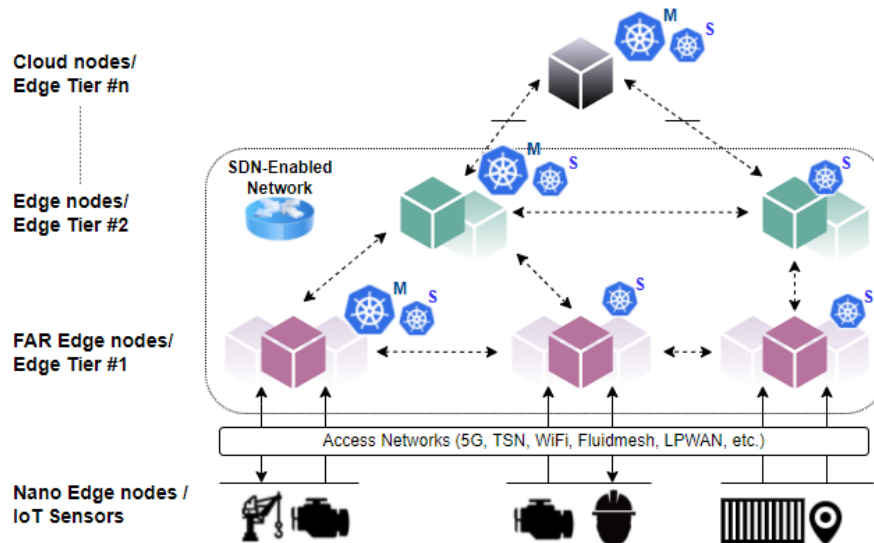 Cloud nodes/
Edge Tier #n
M
S
SDN-Enabled
Network
M
S
S
Edge nodes/
Edge Tier #2
M
S
S
S
FAR Edge nodes/
Edge Tier #1
Access Networks (5G, TSN, WiFi, Fluidmesh, LPWAN, etc.)
Nano Edge nodes /
IoT Sensors